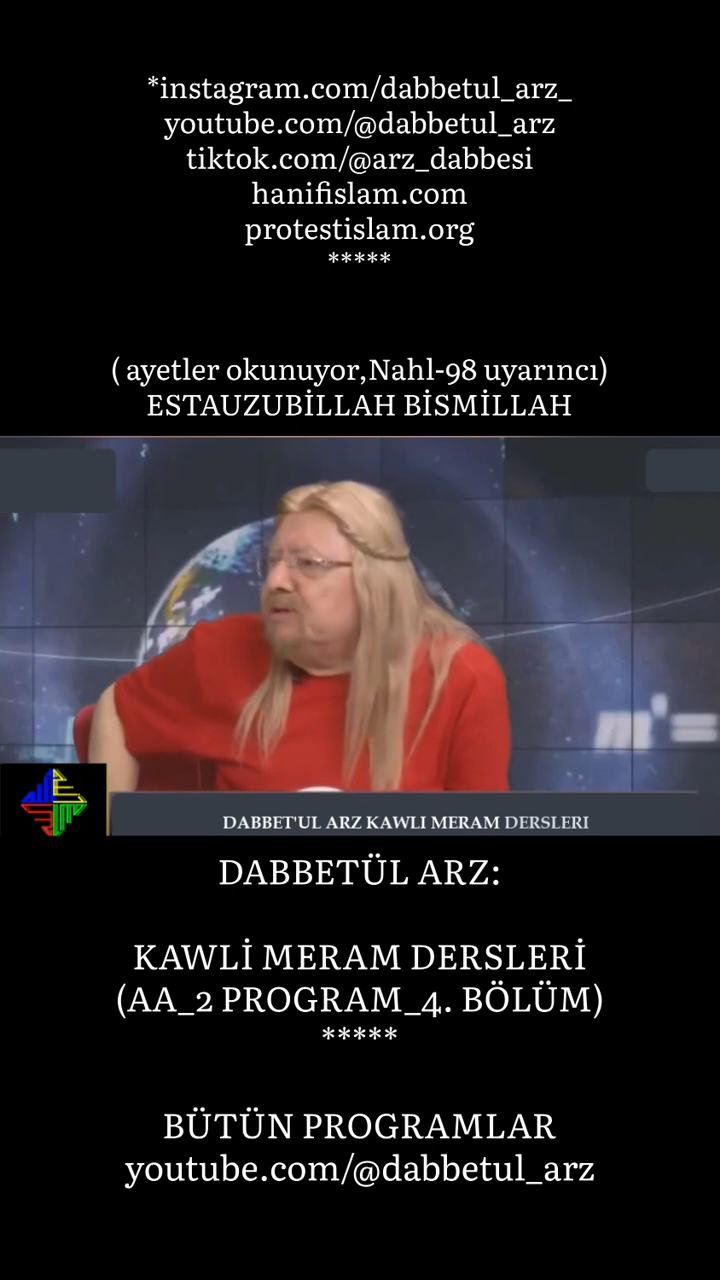 *instagram.com/dabbetul_arz_
youtube.com/@dabbetul_arz
tiktok.com/@arz_dabbesi
hanifislam.com
protestislam.org
*****
( ayetler okunuyor,Nahl-98 uyarıncı)
ESTAUZUBİLLAH BİSMİLLAH
DABBET'UL ARZ KAWLI MERAM DERSLERI
DABBETÜL ARZ:
KAWLİ MERAM DERSLERİ
(AA_2 PROGRAM_4. BÖLÜM)
*****
BÜTÜN PROGRAMLAR
youtube.com/@dabbetul_arz